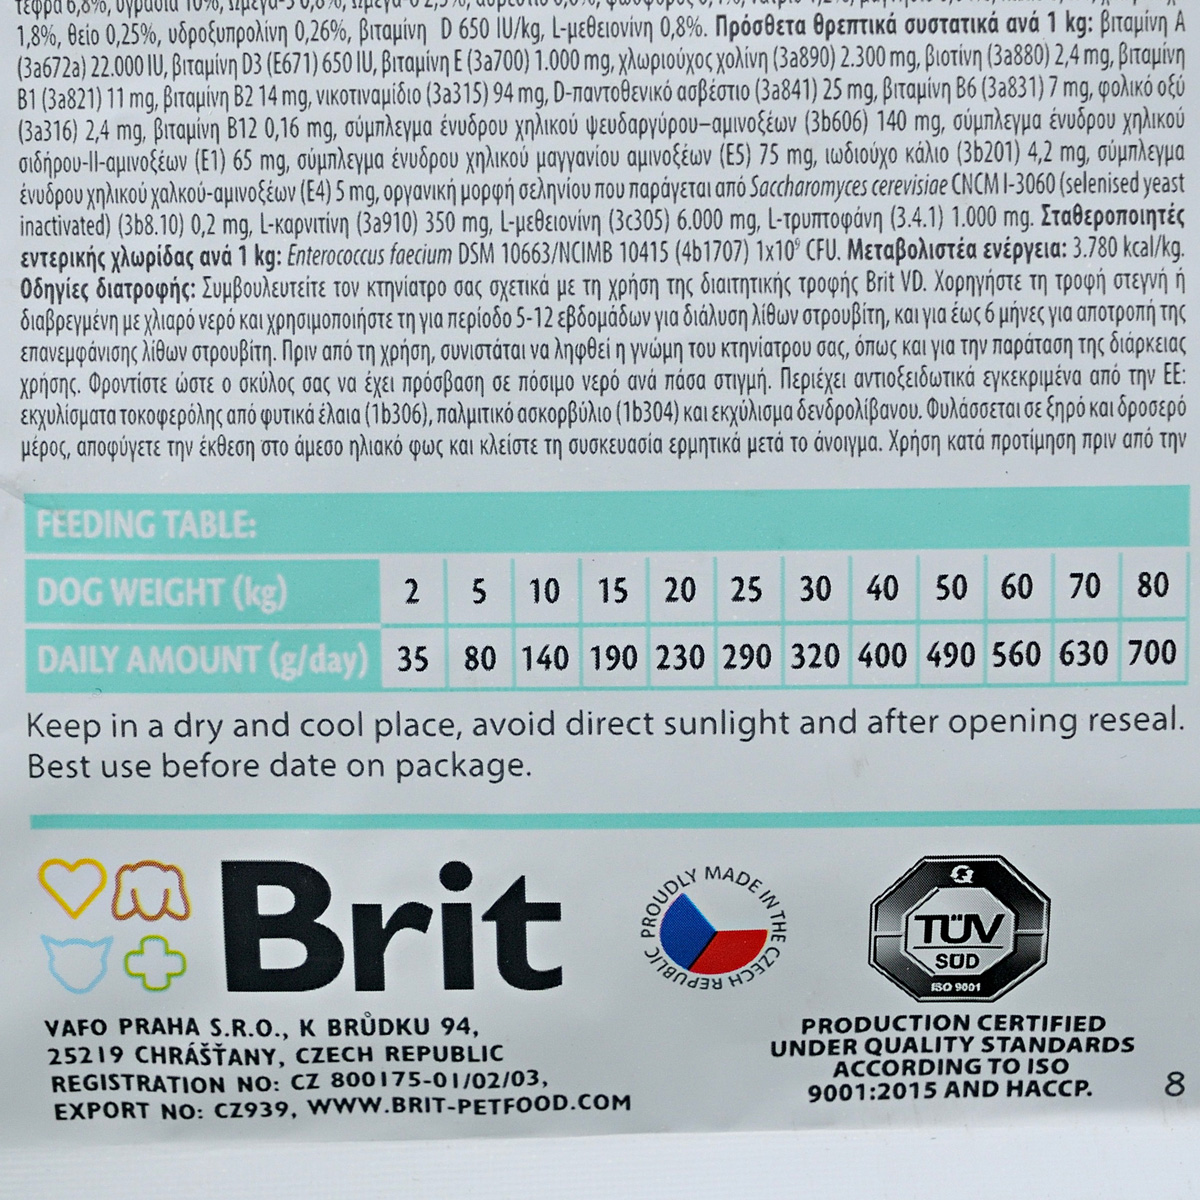 1,8%, θείο 0,25%, υδροξυπρολίνη 0,26%, βιταμίνη D 650 IU/kg, L-μεθειονίνη 0,8%. Πρόσθετα θρεπτικά συστατικά ανά 1 kg: βιταμίνη A
(3a672a) 22.000 IU, βιταμίνη D3 (E671) 650 IU, βιταμίνη E (3a700) 1.000 mg, χλωριούχος χολίνη (3a890) 2.300 mg, βιοτίνη (3a880) 2,4 mg, βιταμίνη
B1 (3a821) 11 mg, βιταμίνη B2 14 mg, νικοτιναμίδιο (3a315) 94 mg, D-παντοθενικό ασβέστιο (3a841) 25 mg, βιταμίνη B6 (3a831) 7 mg, φολικό οξύ
(3a316) 2,4 mg, βιταμίνη B12 0,16 mg, σύμπλεγμα ένυδρου χηλικού ψευδαργύρου–αμινοξέων (3b606) 140 mg, σύμπλεγμα ένυδρου χηλικού
σιδήρου-II-αμινοξέων (E1) 65 mg, σύμπλεγμα ένυδρου χηλικού μαγγανίου αμινοξέων (E5) 75 mg, ιωδιούχο κάλιο (3b201) 4,2 mg, σύμπλεγμα
ένυδρου χηλικού χαλκού-αμινοξέων (E4) 5 mg, οργανική μορφή σεληνίου που παράγεται από Saccharomyces cerevisiae CNCM I-3060 (selenised yeast
inactivated) (3b8.10) 0,2 mg, L-καρνιτίνη (3a910) 350 mg, L-μεθειονίνη (3c305) 6.000 mg, L-τρυπτοφάνη (3.4.1) 1.000 mg. Σταθεροποιητές
εντερικής χλωρίδας ανά 1 kg: Enterococcus faecium DSM 10663/NCIMB 10415 (4b1707) 1x10⁹ CFU. Μεταβολιστέα ενέργεια: 3.780 kcal/kg.
Οδηγίες διατροφής: Συμβουλευτείτε τον κτηνίατρο σας σχετικά με τη χρήση της διαιτητικής τροφής Brit VD. Χορηγήστε τη τροφή στεγνή ή
διαβρεγμένη με χλιαρό νερό και χρησιμοποιήστε τη για περίοδο 5-12 εβδομάδων για διάλυση λίθων στρουβίτη, και για έως 6 μήνες για αποτροπή της
επανεμφάνισης λίθων στρουβίτη. Πριν από τη χρήση, συνιστάται να ληφθεί η γνώμη του κτηνίατρου σας, όπως και για την παράταση της διάρκειας
χρήσης. Φροντίστε ώστε ο σκύλος σας να έχει πρόσβαση σε πόσιμο νερό ανά πάσα στιγμή. Περιέχει αντιοξειδωτικά εγκεκριμένα από την ΕΕ:
εκχυλίσματα τοκοφερόλης από φυτικά έλαια (1b306), παλμιτικό ασκορβύλιο (1b304) και εκχύλισμα δενδρολίβανου. Φυλάσσεται σε ξηρό και δροσερό
μέρος, αποφύγετε την έκθεση στο άμεσο ηλιακό φως και κλείστε τη συσκευασία ερμητικά μετά το άνοιγμα. Χρήση κατά προτίμηση πριν από την
FEEDING TABLE:
DOG WEIGHT (kg) 2 5 10 15 20 25 30 40 50 60 70 80
DAILY AMOUNT (g/day) 35 80 140 190 230 290 320 400 490 560 630 700
Keep in a dry and cool place, avoid direct sunlight and after opening reseal.
Best use before date on package.
Brit
PROUDLY MADE IN THE CZECH REPUBLIC
TÜV
SÜD
ISO 9001
VAFO PRAHA S.R.O., K BRŮDKU 94,
25219 CHRÁŠŤANY, CZECH REPUBLIC
REGISTRATION NO: CZ 800175-01/02/03,
EXPORT NO: CZ939, WWW.BRIT-PETFOOD.COM
PRODUCTION CERTIFIED
UNDER QUALITY STANDARDS
ACCORDING TO ISO
9001:2015 AND HACCP.
8